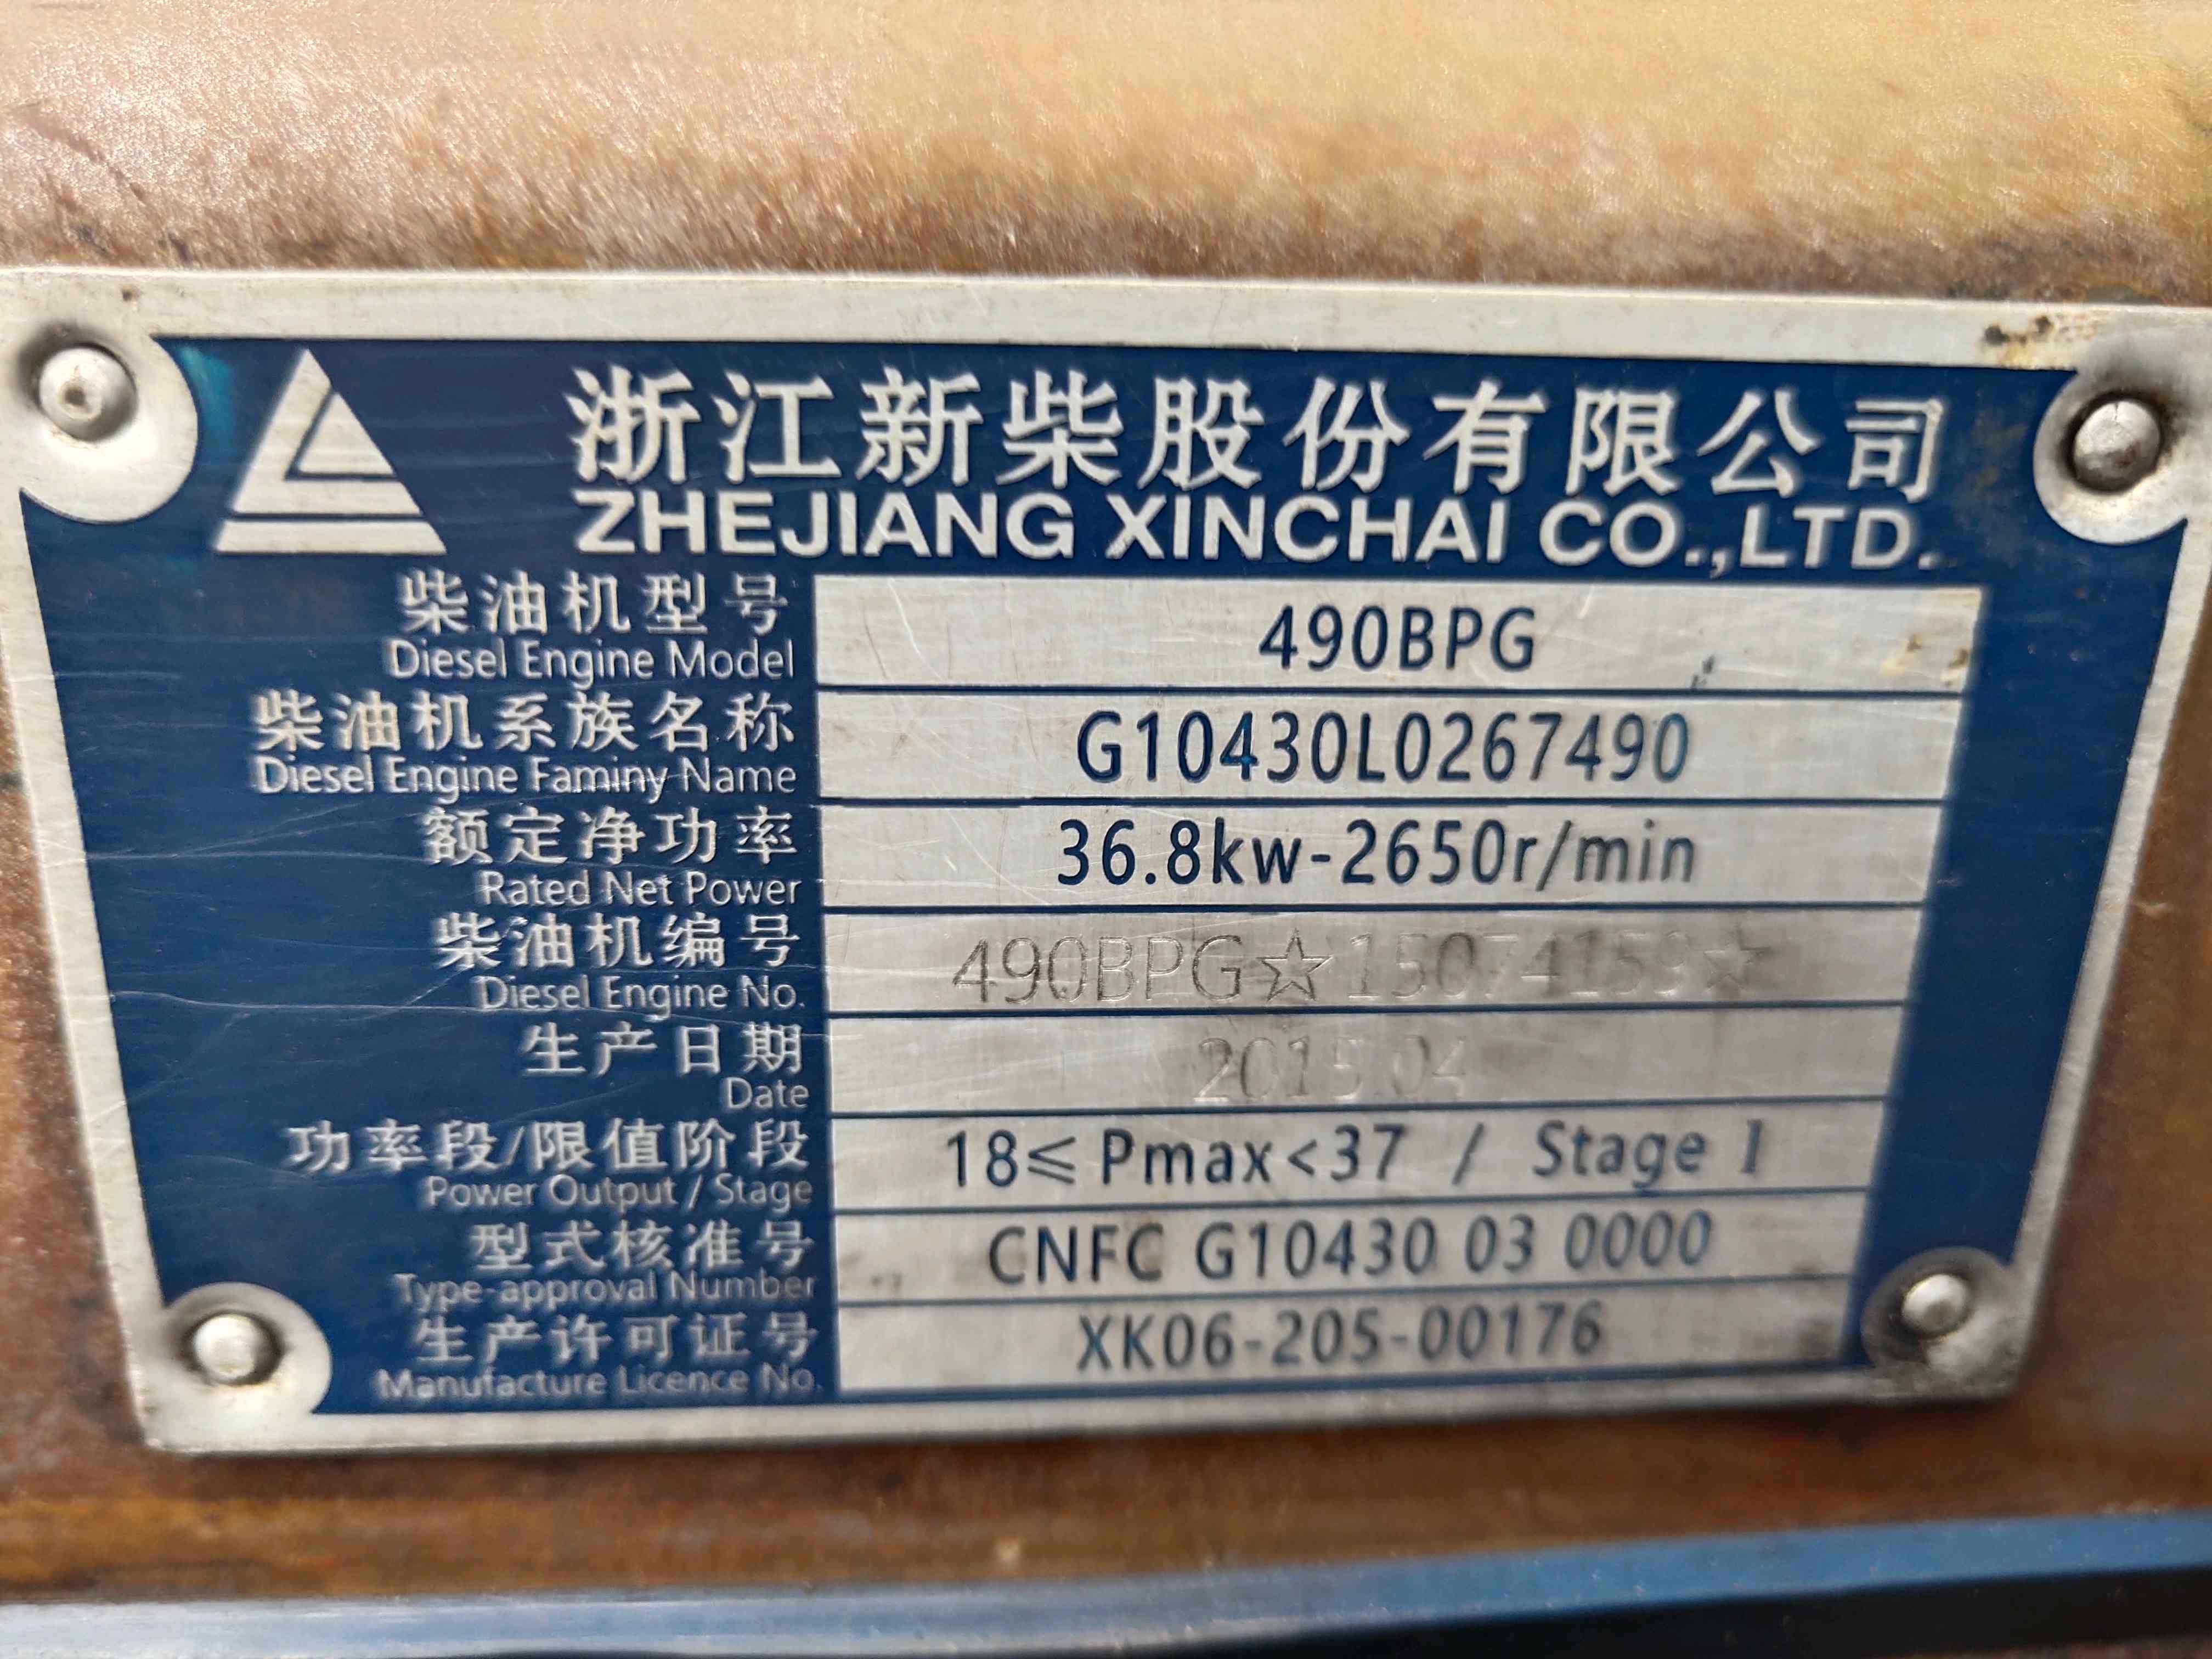 浙江新柴股份有限公司
ZHEJIANG XINCHAI CO.,LTD.
柴油机型号
Diesel Engine Model
490BPG
柴油机系族名称
Diesel Engine Faminy Name
G10430L0267490
额定净功率
Rated Net Power
36.8kw-2650r/min
柴油机编号
Diesel Engine No.
490BPG☆15074159☆
生产日期
Date
2015.04
功率段/限值阶段
Power Output / Stage
18≤Pmax<37 / Stage I
型式核准号
Type-approval Number
CNFC G10430 03 0000
生产许可证号
Manufacture Licence No.
XK06-205-00176